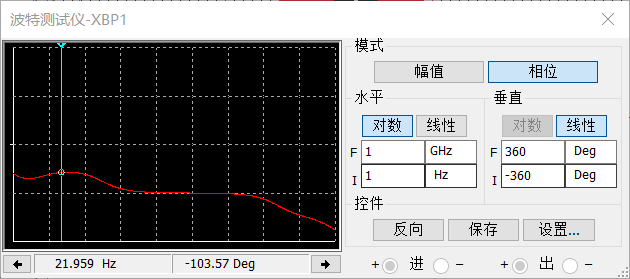 波特测试仪-XBP1
模式
幅值 相位
水平 垂直
对数 线性 对数 线性
F 1 GHz F 360 Deg
I 1 Hz I -360 Deg
控件
反向 保存 设置...
21.959 Hz -103.57 Deg
+ 进 − + 出 −